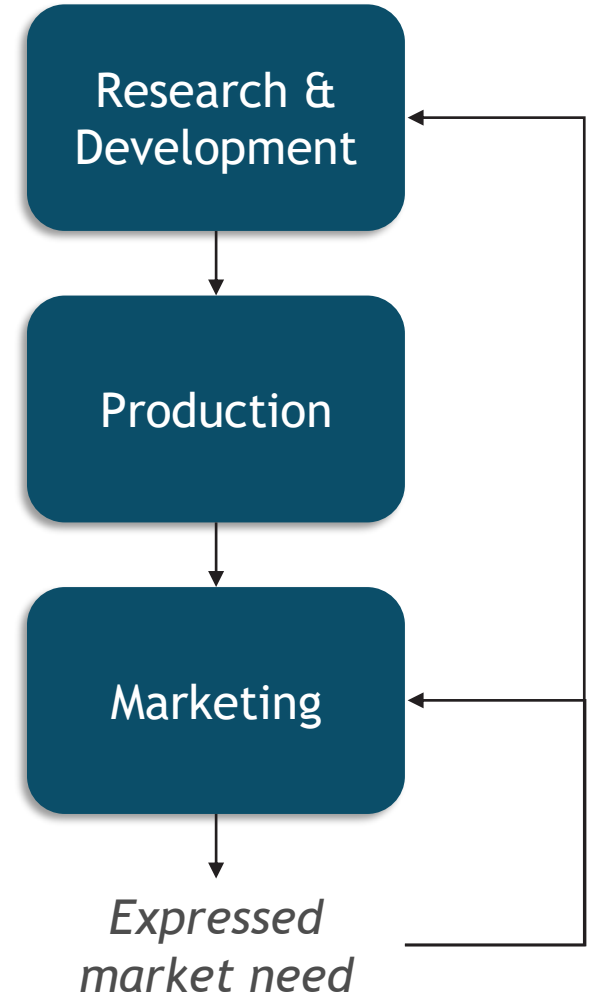 Research &
Development
Production
Marketing
Expressed
market need